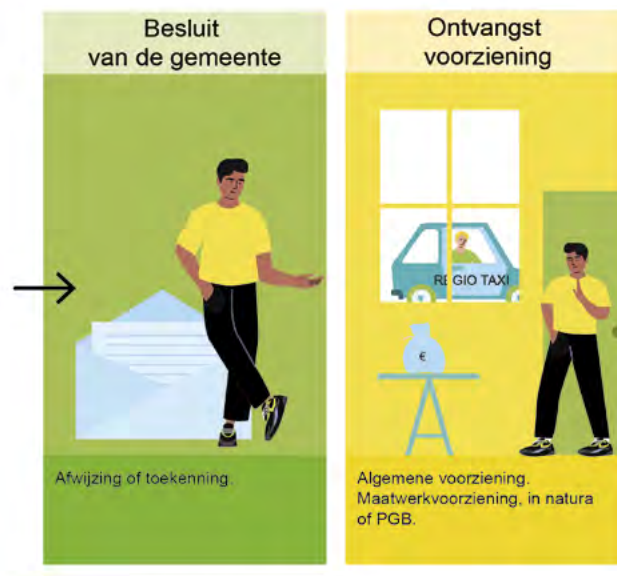 Besluit
van de gemeente
Afwijzing of toekenning.
Ontvangst
voorziening
REGIO TAXI
€
Algemene voorziening.
Maatwerkvoorziening, in natura
of PGB.